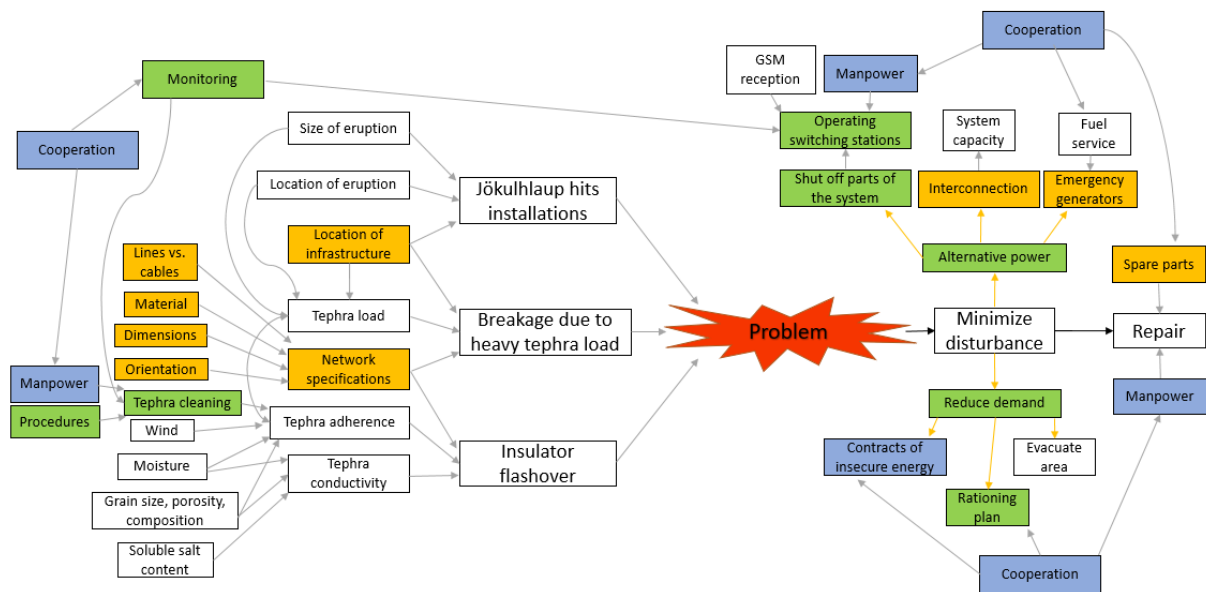 Cooperation
GSM
reception
Manpower
Monitoring
Size of eruption
Operating
switching stations
System
capacity
Fuel
service
Cooperation
Location of eruption
Jökulhlaup hits
installations
Shut off parts of
the system
Interconnection
Emergency
generators
Location of
infrastructure
Lines vs.
cables
Alternative power
Spare parts
Material
Tephra load
Breakage due to
heavy tephra load
Problem
Minimize
disturbance
Repair
Dimensions
Network
specifications
Orientation
Manpower
Procedures
Tephra cleaning
Reduce demand
Manpower
Wind
Tephra adherence
Contracts of
insecure energy
Evacuate
area
Moisture
Tephra
conductivity
Insulator
flashover
Grain size, porosity,
composition
Rationing
plan
Soluble salt
content
Cooperation